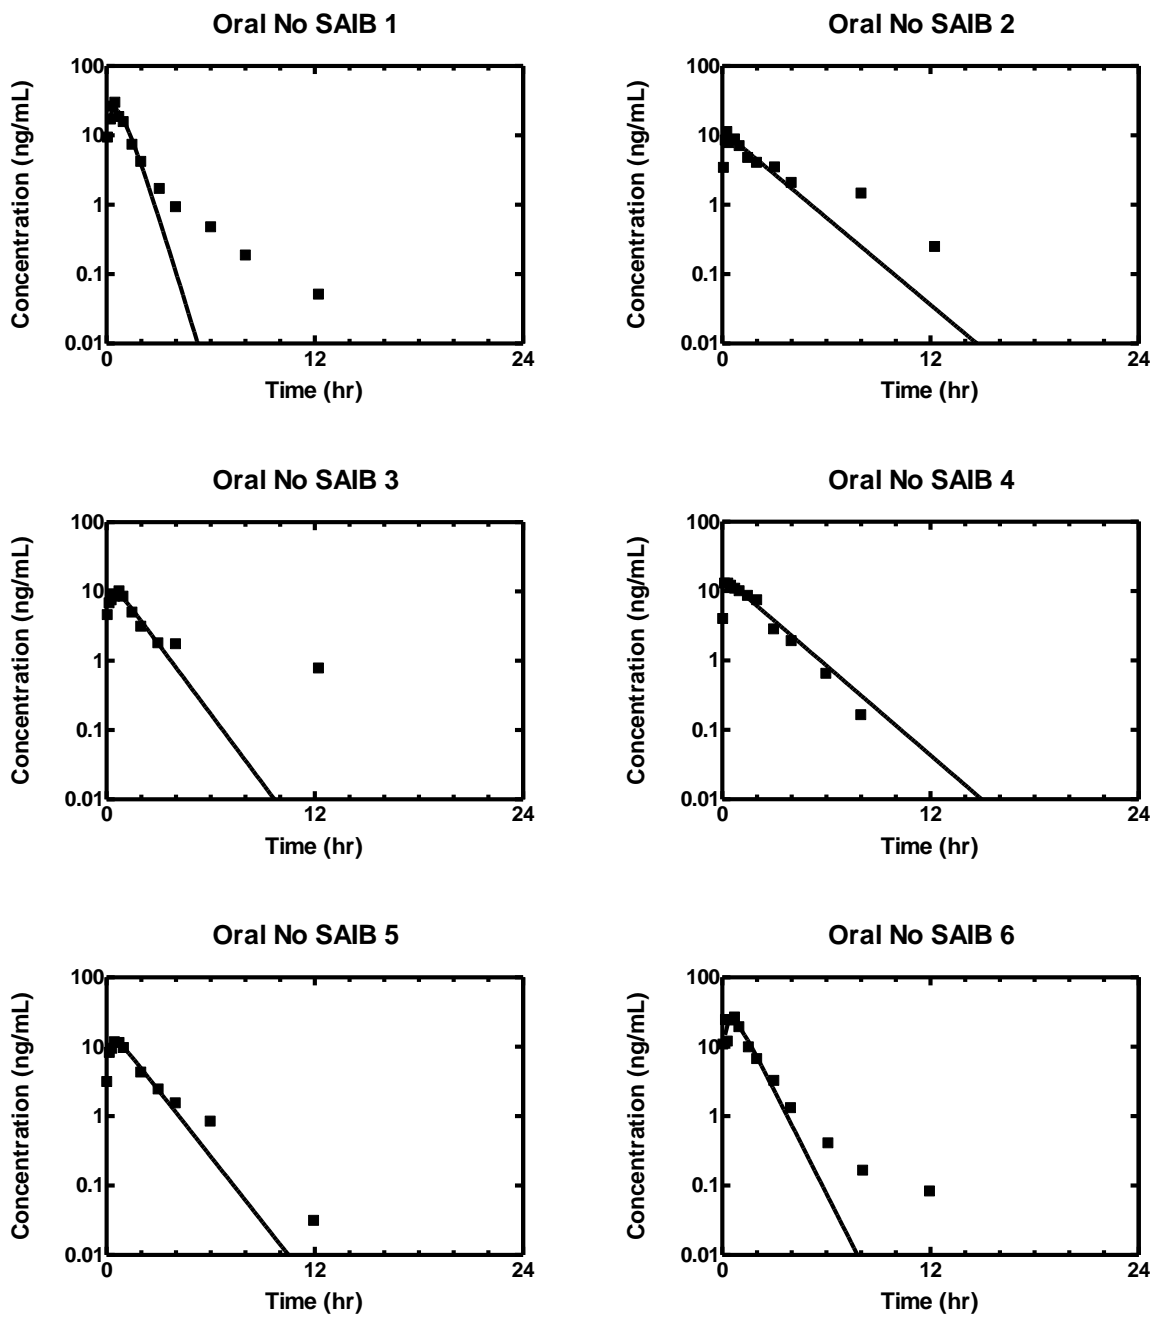 Oral No SAIB 1
Oral No SAIB 2
Concentration (ng/mL)
100
10
1
0.1
0.01
0
12
24
Time (hr)
Concentration (ng/mL)
100
10
1
0.1
0.01
0
12
24
Time (hr)
Oral No SAIB 3
Oral No SAIB 4
Concentration (ng/mL)
100
10
1
0.1
0.01
0
12
24
Time (hr)
Concentration (ng/mL)
100
10
1
0.1
0.01
0
12
24
Time (hr)
Oral No SAIB 5
Oral No SAIB 6
Concentration (ng/mL)
100
10
1
0.1
0.01
0
12
24
Time (hr)
Concentration (ng/mL)
100
10
1
0.1
0.01
0
12
24
Time (hr)